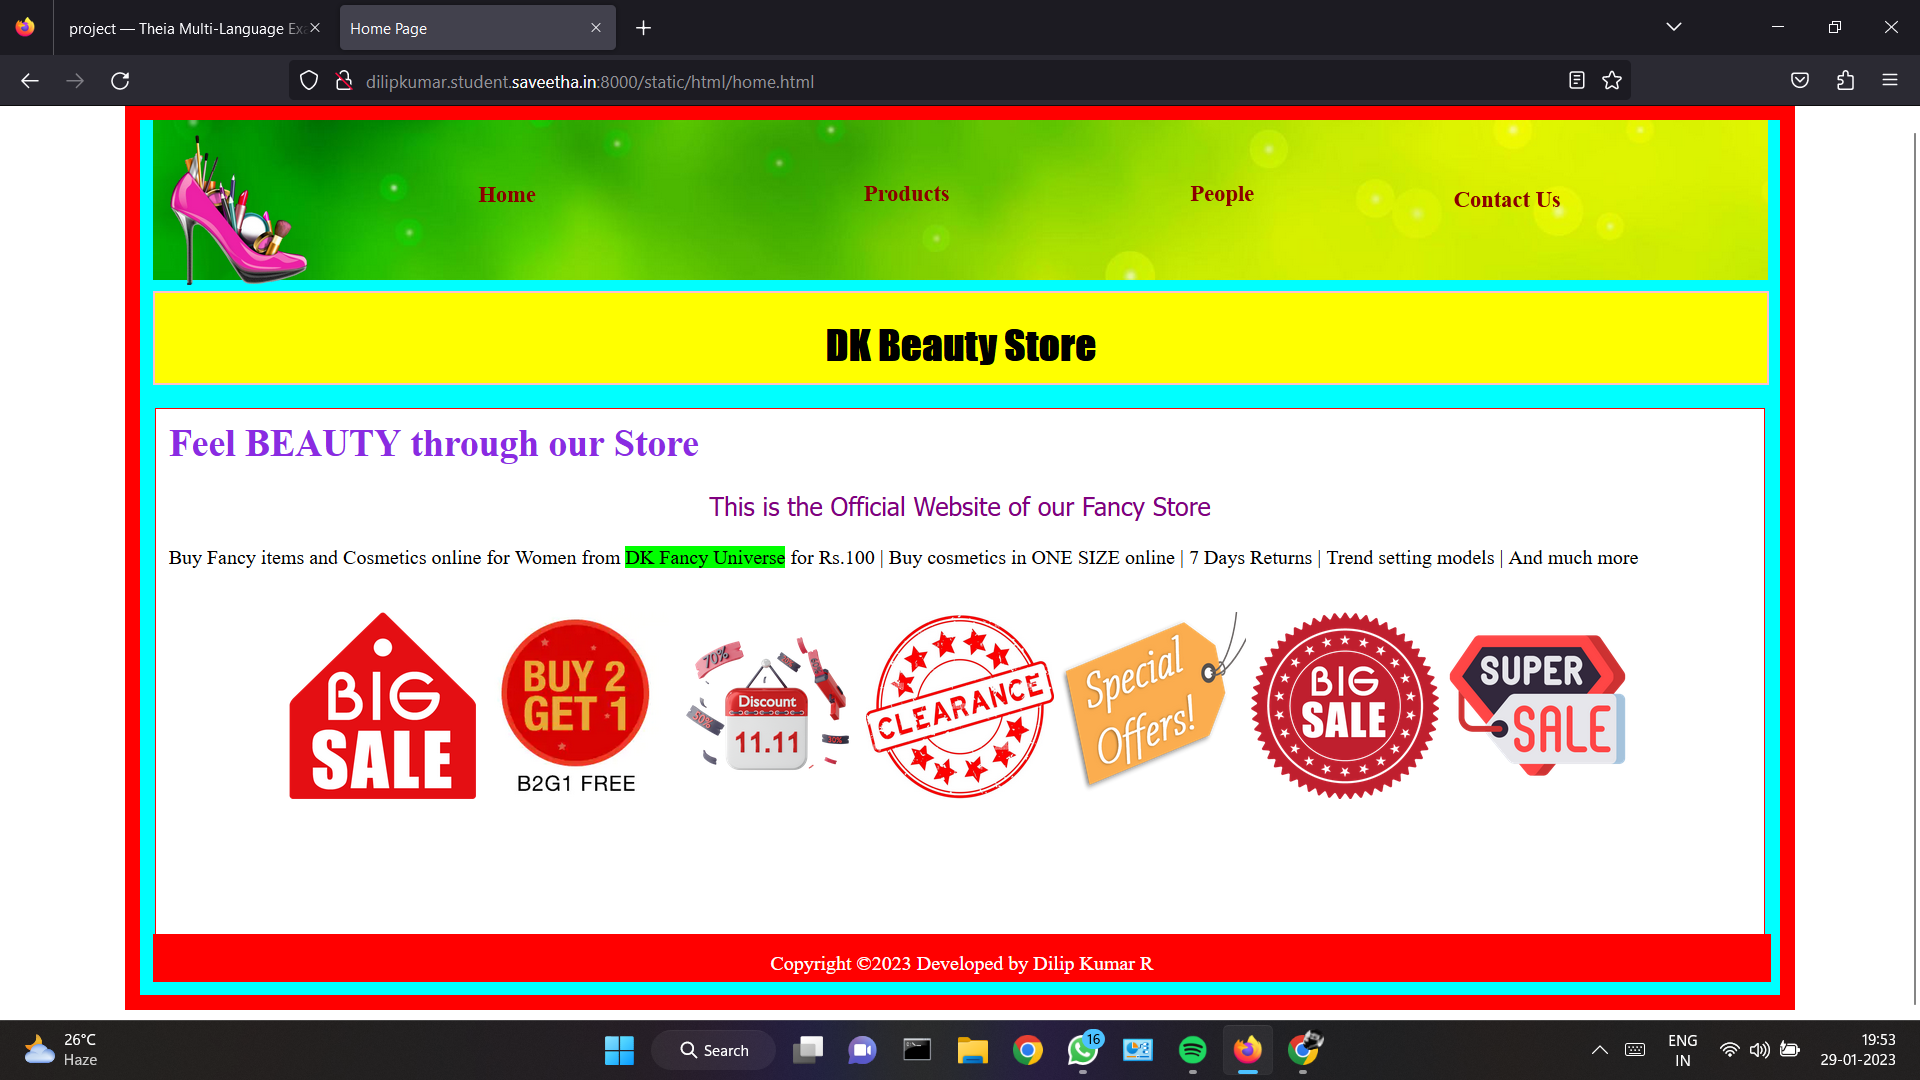 project — Theia Multi-Language Ex
Home Page
dilipkumar.student.saveetha.in:8000/static/html/home.html
Home
Products
People
Contact Us
DK Beauty Store
Feel BEAUTY through our Store
This is the Official Website of our Fancy Store
Buy Fancy items and Cosmetics online for Women from DK Fancy Universe for Rs.100 | Buy cosmetics in ONE SIZE online | 7 Days Returns | Trend setting models | And much more
BIG
SALE
BUY 2
GET 1
B2G1 FREE
70%
50%
Discount
11.11
CLEARANCE
Special
Offers!
BIG
SALE
SUPER
SALE
Copyright ©2023 Developed by Dilip Kumar R
26°C
Haze
Search
16
ENG
IN
19:53
29-01-2023